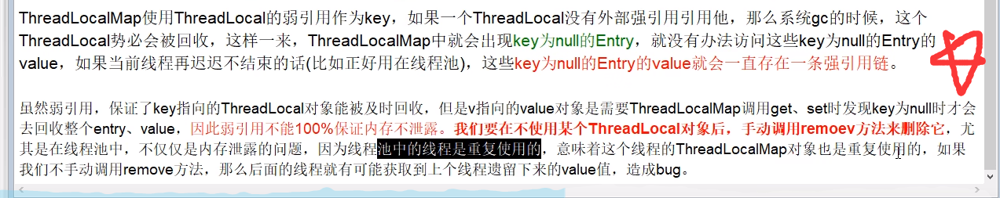 ThreadLocalMap使用ThreadLocal的弱引用作为key，如果一个ThreadLocal没有外部强引用引用他，那么系统gc的时候，这个
ThreadLocal势必会被回收，这样一来，ThreadLocalMap中就会出现key为null的Entry，就没有办法访问这些key为null的Entry的
value，如果当前线程再迟迟不结束的话(比如正好用在线程池)，这些key为null的Entry的value就会一直存在一条强引用链。
虽然弱引用，保证了key指向的ThreadLocal对象能被及时回收，但是v指向的value对象是需要ThreadLocalMap调用get、set时发现key为null时才会
去回收整个entry、value，因此弱引用不能100%保证内存不泄露。我们要在不使用某个ThreadLocal对象后，手动调用remoev方法来删除它，尤
其是在线程池中，不仅仅是内存泄露的问题，因为线程池中的线程是重复使用的，意味着这个线程的ThreadLocalMap对象也是重复使用的，如果
我们不手动调用remove方法，那么后面的线程就有可能获取到上个线程遗留下来的value值，造成bug。